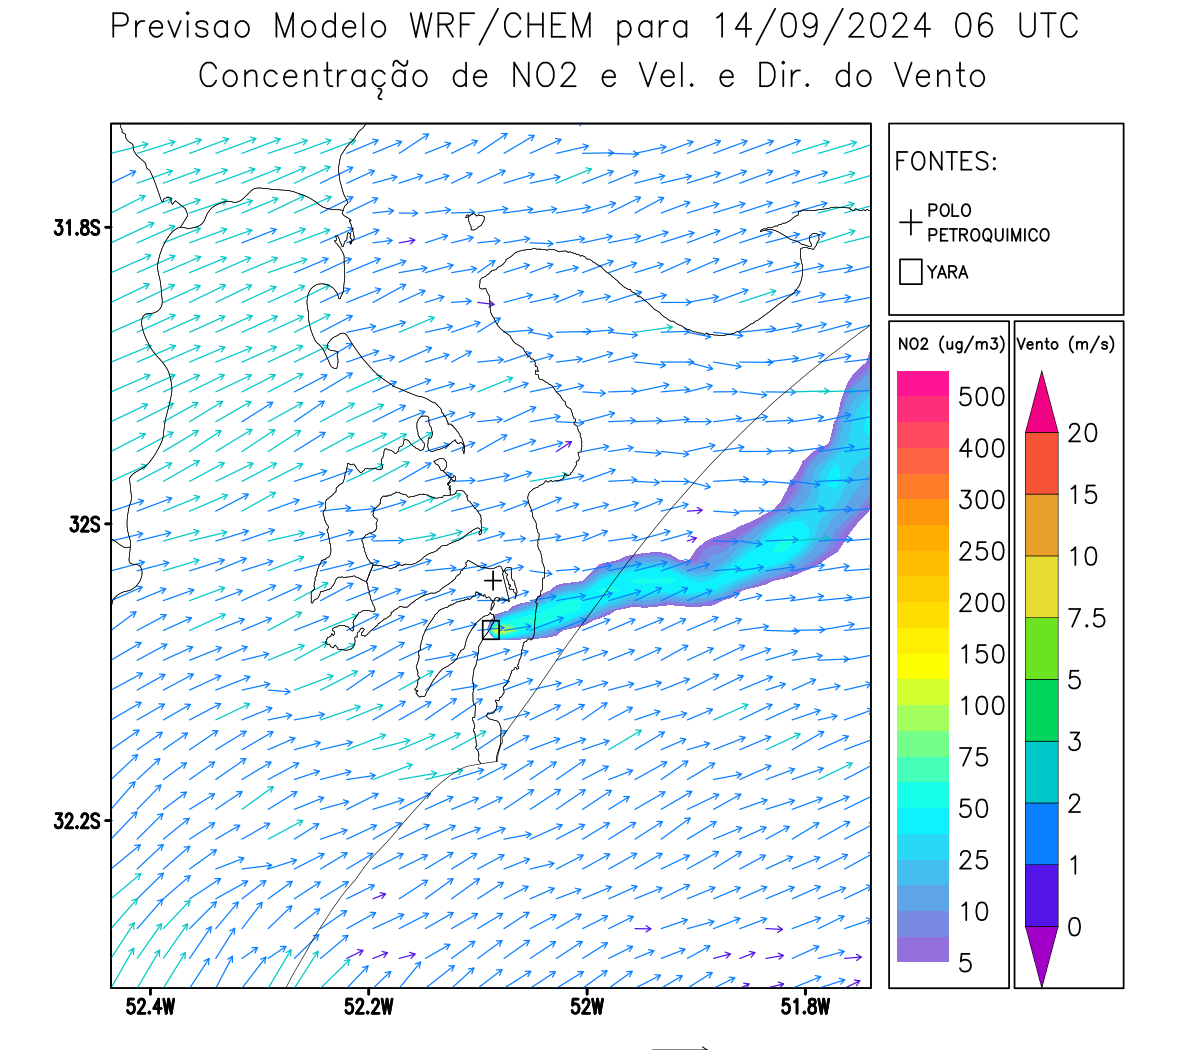 Previsao Modelo WRF/CHEM para 14/09/2024 06 UTC
Concentração de NO2 e Vel. e Dir. do Vento
FONTES:
POLO
PETROQUIMICO
YARA
NO2 (ug/m3)
500
400
300
250
200
150
100
75
50
25
10
5
Vento (m/s)
20
15
10
7.5
5
3
2
1
0
31.8S
32S
32.2S
52.4W
52.2W
52W
51.8W